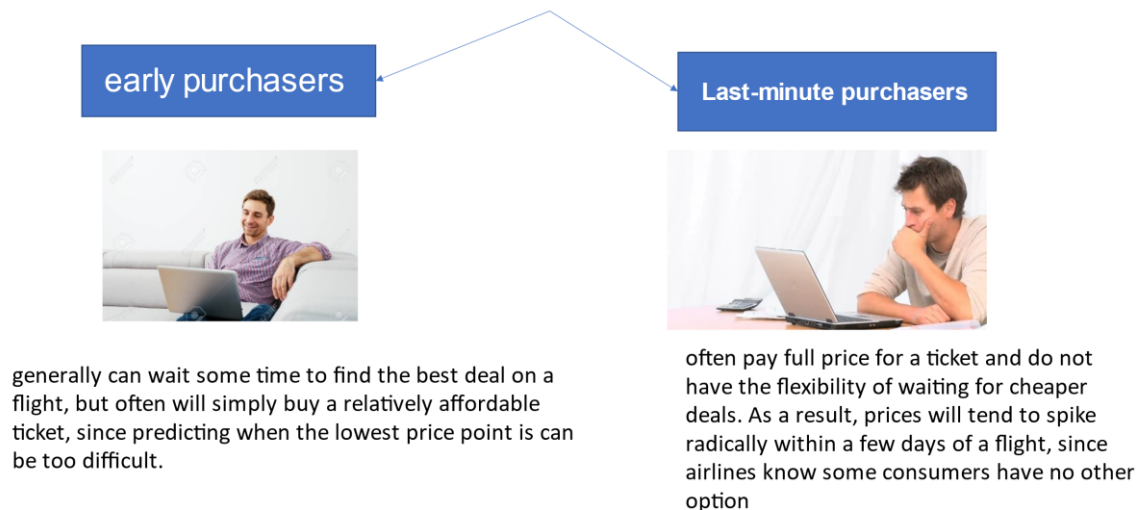 early purchasers
Last-minute purchasers
generally can wait some time to find the best deal on a
flight, but often will simply buy a relatively affordable
ticket, since predicting when the lowest price point is can
be too difficult.
often pay full price for a ticket and do not
have the flexibility of waiting for cheaper
deals. As a result, prices will tend to spike
radically within a few days of a flight, since
airlines know some consumers have no other
option